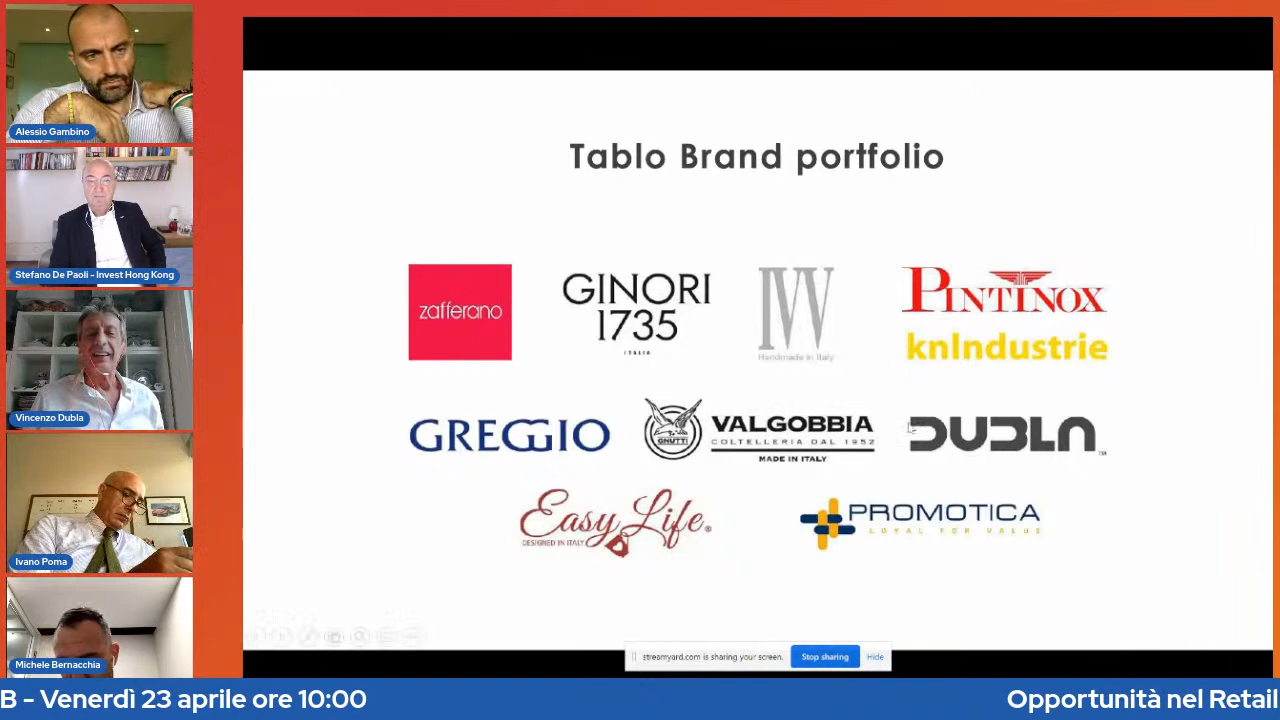 Alessio Gambino
Stefano De Paoli - Invest Hong Kong
Vincenzo Dubla
Ivano Poma
Michele Bernacchia
Tablo Brand portfolio
zafferano
GINORI
1735
ITALIA
IVV
Handmade in Italy
PINTINOX
knIndustrie
GREGGIO
GNUTTI
VALGOBBIA
COLTELLERIA DAL 1952
MADE IN ITALY
DUBLA™
Easy Life®
DESIGNED IN ITALY
PROMOTICA
LOYAL FOR VALUE
streamyard.com is sharing your screen.
Stop sharing
Hide
B - Venerdì 23 aprile ore 10:00
Opportunità nel Retail